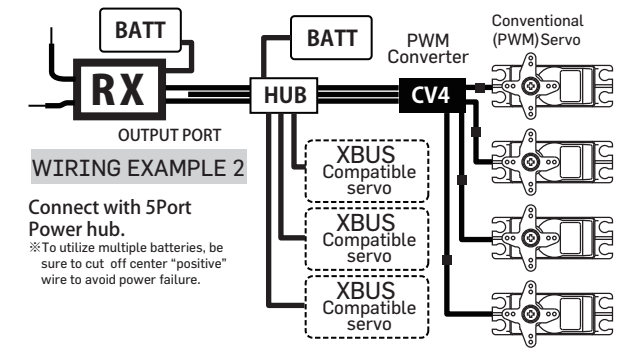 BATT
RX
OUTPUT PORT
WIRING EXAMPLE 2
Connect with 5Port
Power hub.
※To utilize multiple batteries, be
sure to cut off center “positive”
wire to avoid power failure.
BATT
HUB
PWM
Converter
CV4
Conventional
(PWM)Servo
XBUS
Compatible
servo
XBUS
Compatible
servo
XBUS
Compatible
servo